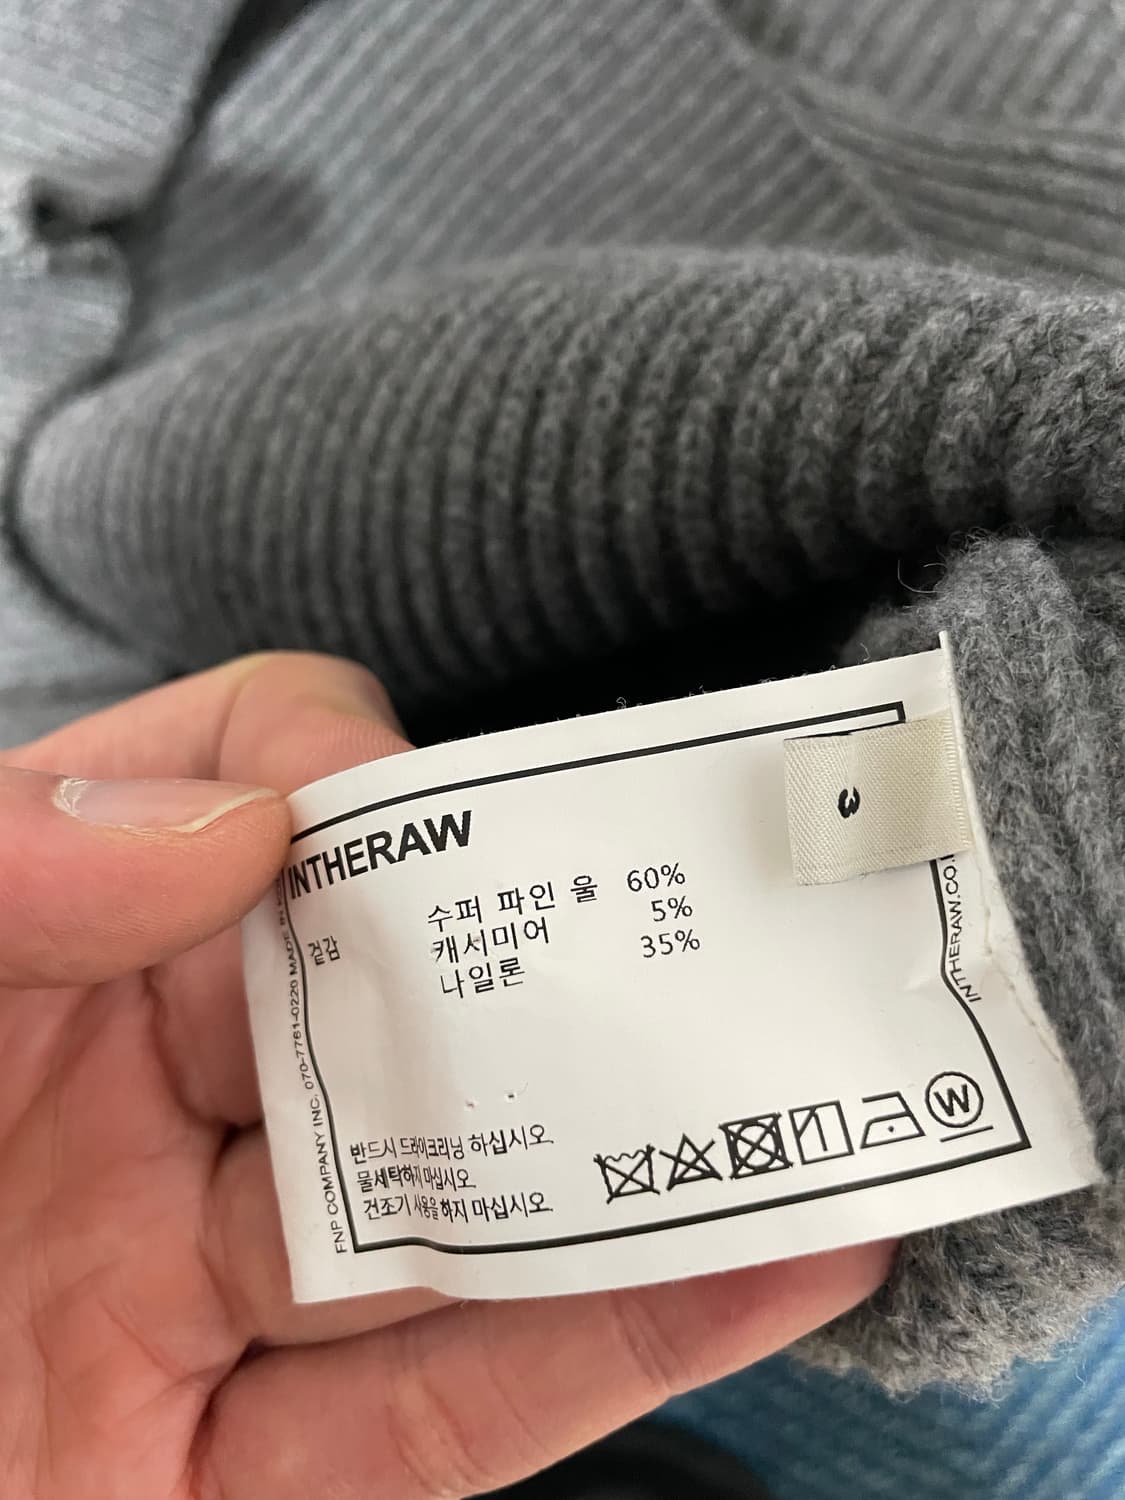 INTHERAW
겉감
수퍼 파인 울 60%
캐시미어 5%
나일론 35%
3
반드시 드라이크리닝 하십시오.
물세탁하지 마십시오.
건조기 사용을 하지 마십시오.
W
FNP COMPANY INC. 070-7761-0220 MADE IN
INTHERAW.CO.